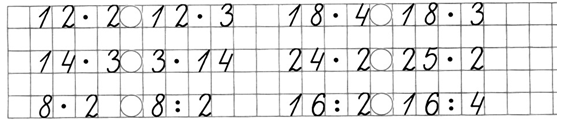 12 · 2 ○ 12 · 3 18 · 4 ○ 18 · 3
14 · 3 ○ 3 · 14 24 · 2 ○ 25 · 2
8 · 2 ○ 8 : 2 16 : 2 ○ 16 : 4